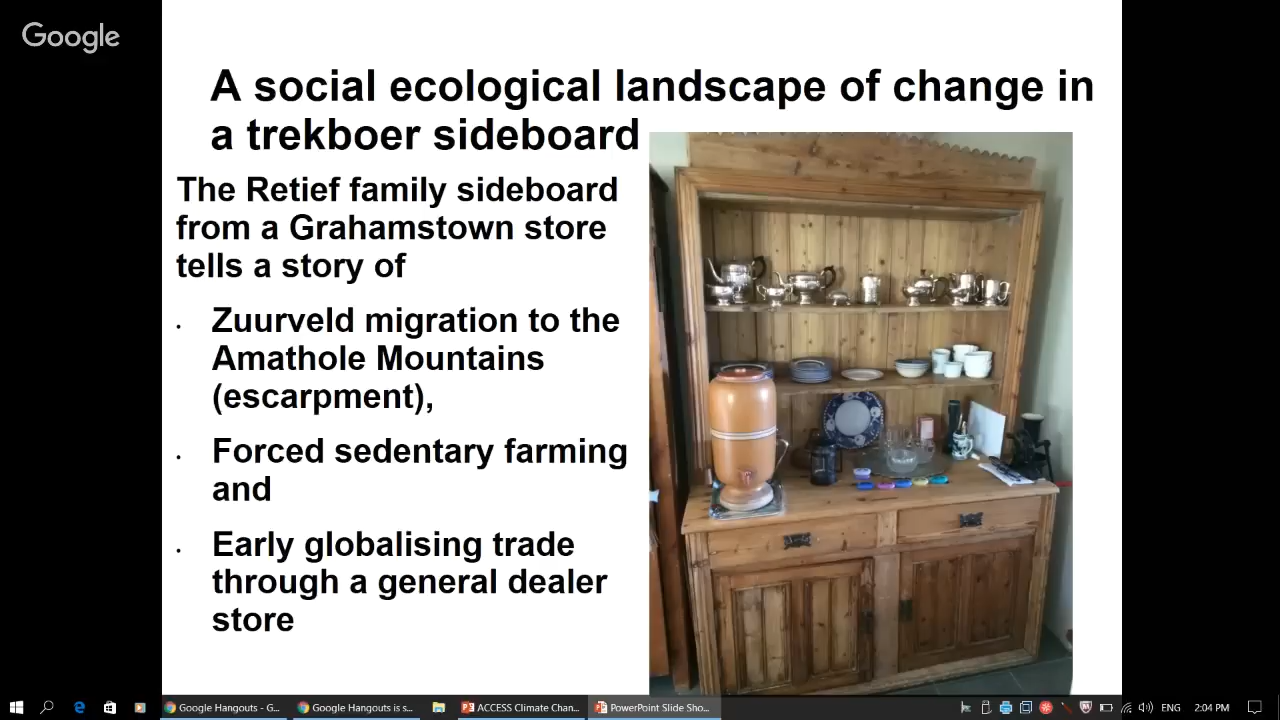 Google
A social ecological landscape of change in
a trekboer sideboard
The Retief family sideboard
from a Grahamstown store
tells a story of
• Zuurveld migration to the
Amathole Mountains
(escarpment),
• Forced sedentary farming
and
• Early globalising trade
through a general dealer
store
Google Hangouts - G...
Google Hangouts is s...
ACCESS Climate Chan...
PowerPoint Slide Sho...
ENG
2:04 PM